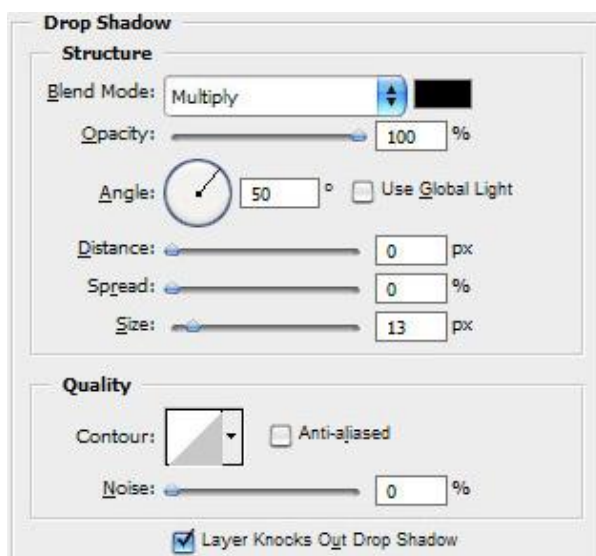 Drop Shadow
Structure
Blend Mode: Multiply
Opacity: 100 %
Angle: 50 ° Use Global Light
Distance: 0 px
Spread: 0 %
Size: 13 px
Quality
Contour: Anti-aliased
Noise: 0 %
Layer Knocks Out Drop Shadow